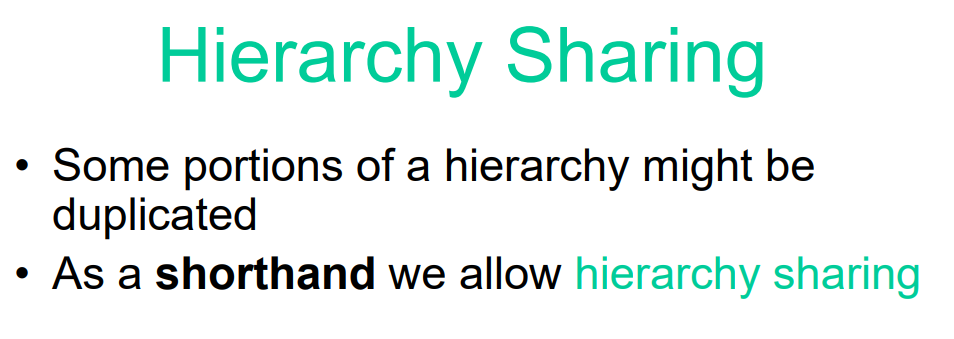 Hierarchy Sharing
• Some portions of a hierarchy might be
duplicated
• As a shorthand we allow hierarchy sharing